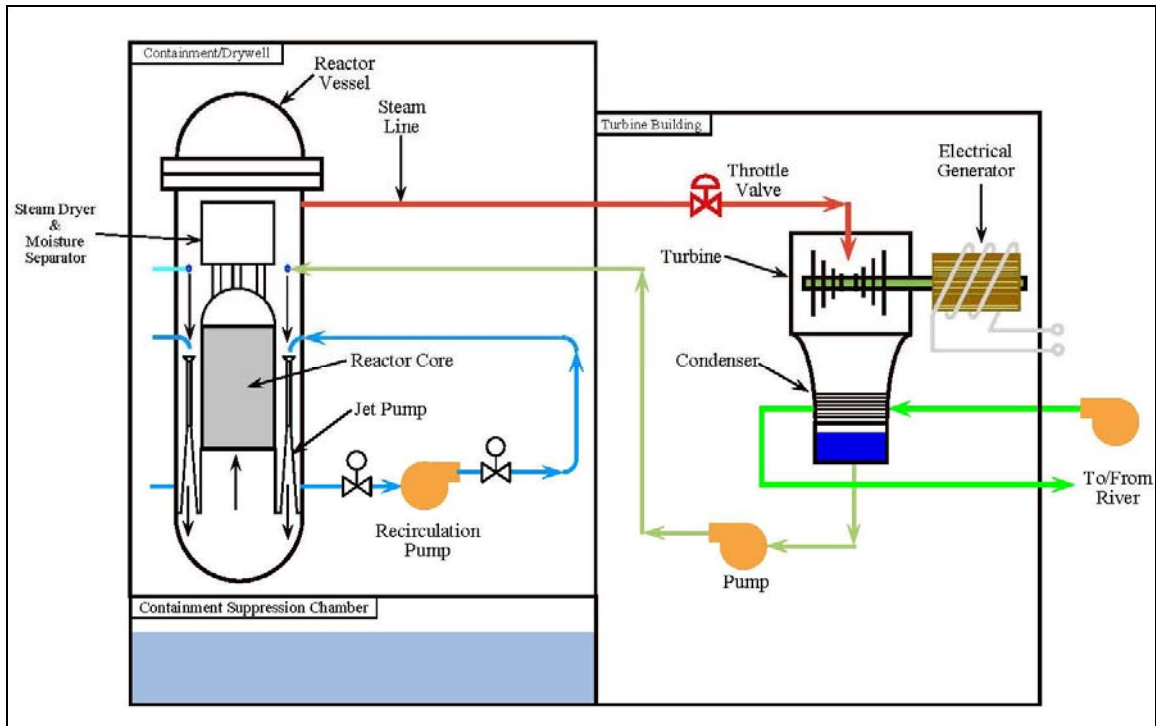 Containment/Drywell
Reactor
Vessel
Steam
Line
Turbine Building
Electrical
Generator
Throttle
Valve
Steam Dryer
&
Moisture
Separator
Turbine
Reactor Core
Condenser
Jet Pump
To/From
River
Recirculation
Pump
Pump
Containment Suppression Chamber